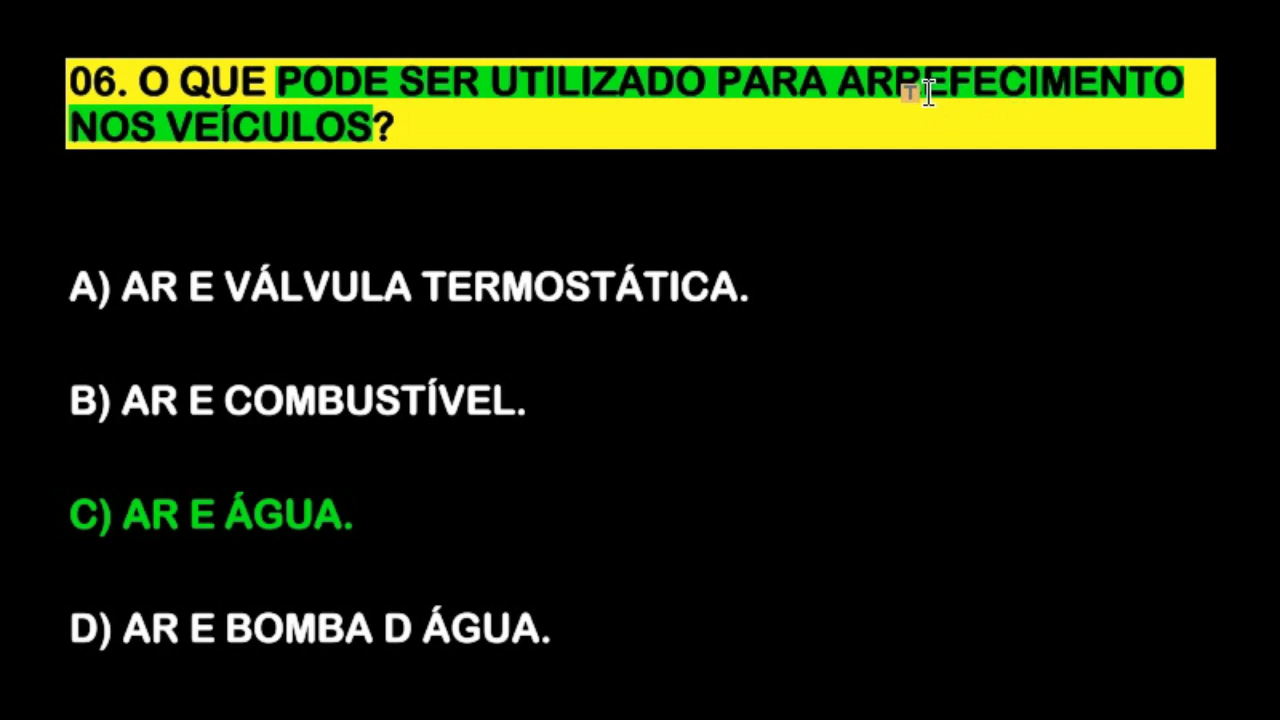 06. O QUE PODE SER UTILIZADO PARA ARREFECIMENTO
NOS VEÍCULOS?
A) AR E VÁLVULA TERMOSTÁTICA.
B) AR E COMBUSTÍVEL.
C) AR E ÁGUA.
D) AR E BOMBA D ÁGUA.